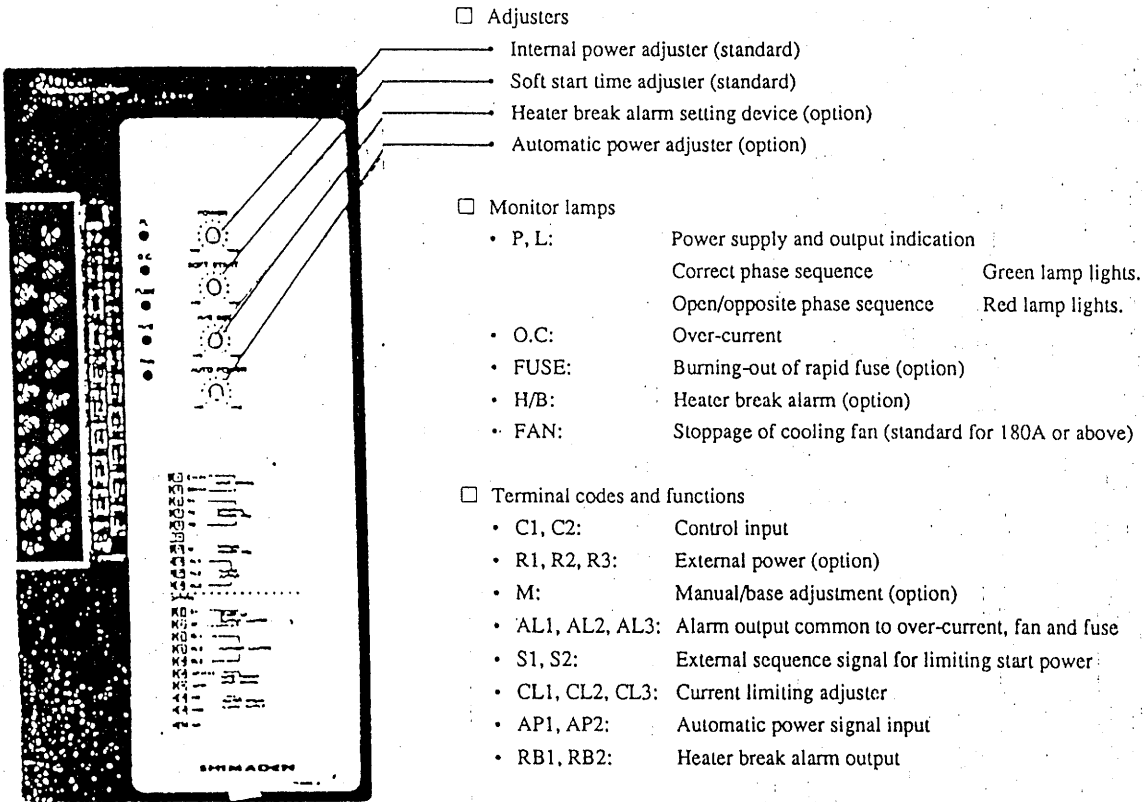 □ Adjusters
• Internal power adjuster (standard)
• Soft start time adjuster (standard)
• Heater break alarm setting device (option)
• Automatic power adjuster (option)
□ Monitor lamps
• P, L: Power supply and output indication
Correct phase sequence Green lamp lights.
Open/opposite phase sequence Red lamp lights.
• O.C: Over-current
• FUSE: Burning-out of rapid fuse (option)
• H/B: Heater break alarm (option)
• FAN: Stoppage of cooling fan (standard for 180A or above)
□ Terminal codes and functions
• C1, C2: Control input
• R1, R2, R3: External power (option)
• M: Manual/base adjustment (option)
• AL1, AL2, AL3: Alarm output common to over-current, fan and fuse
• S1, S2: External sequence signal for limiting start power
• CL1, CL2, CL3: Current limiting adjuster
• AP1, AP2: Automatic power signal input
• RB1, RB2: Heater break alarm output
POWER
SOFT START
AUTO POWER
SHIMADEN